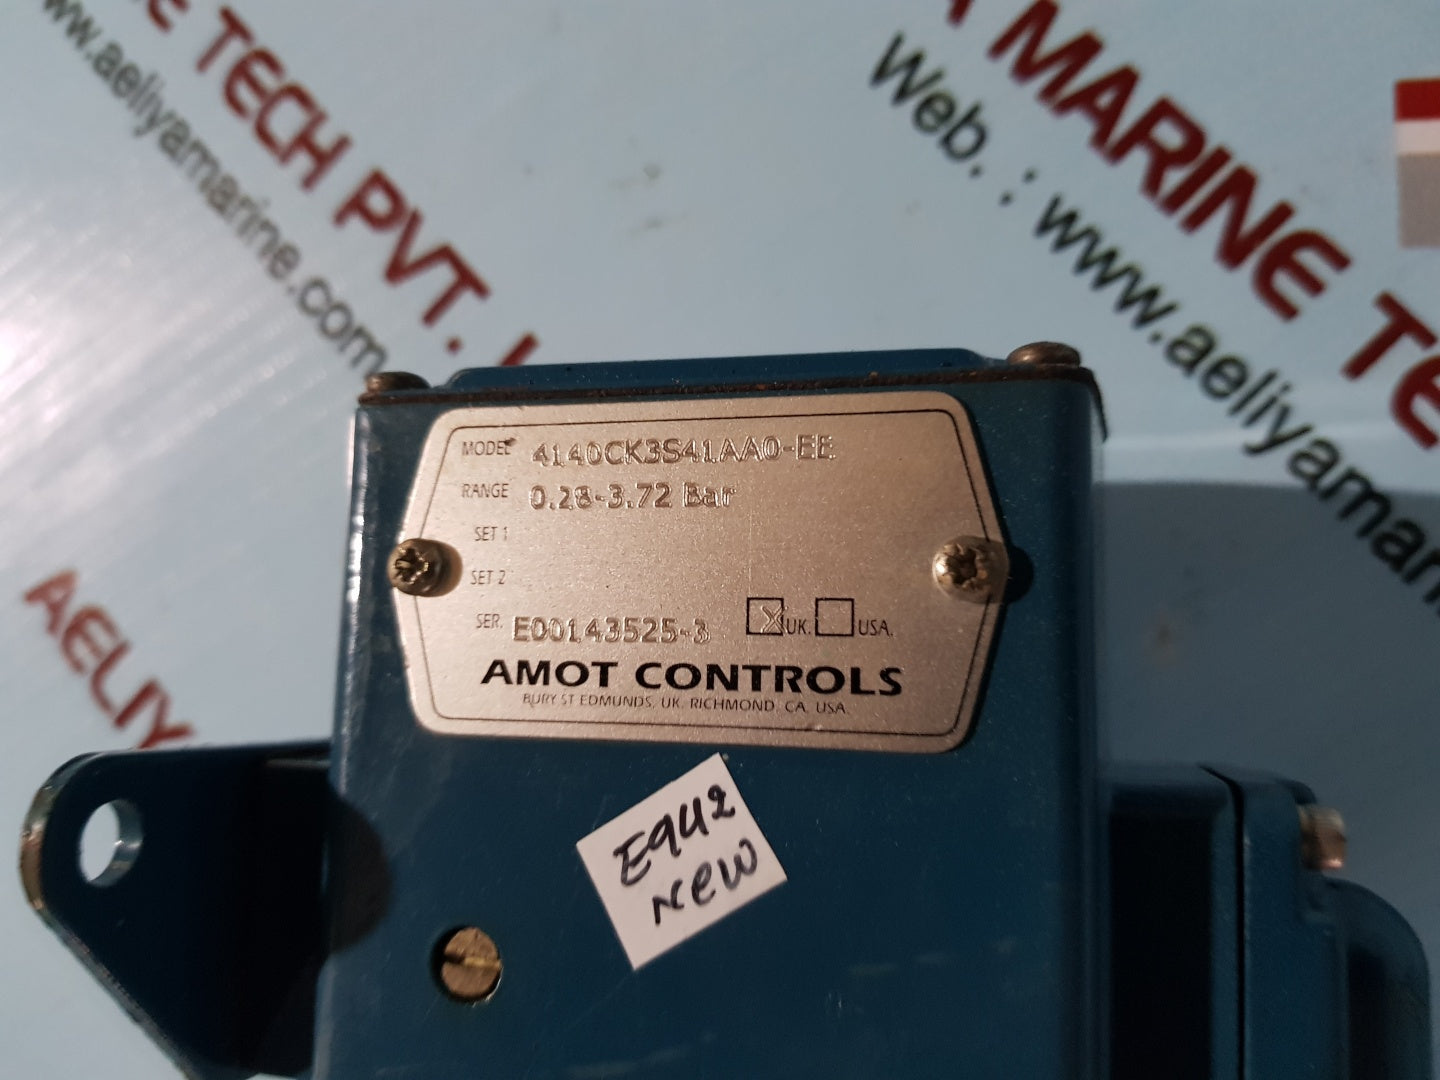 E TECH PVT. L
www.aeliyamarine.com
A MARINE TE
Web. : www.aeliyamarin
AELIY
MODEL 4140CK3S41AA0-EE
RANGE 0.28-3.72 Bar
SET 1
SET 2
SER. E00143525-3 X UK. USA.
AMOT CONTROLS
BURY ST EDMUNDS, UK. RICHMOND, CA. USA.
E942
New